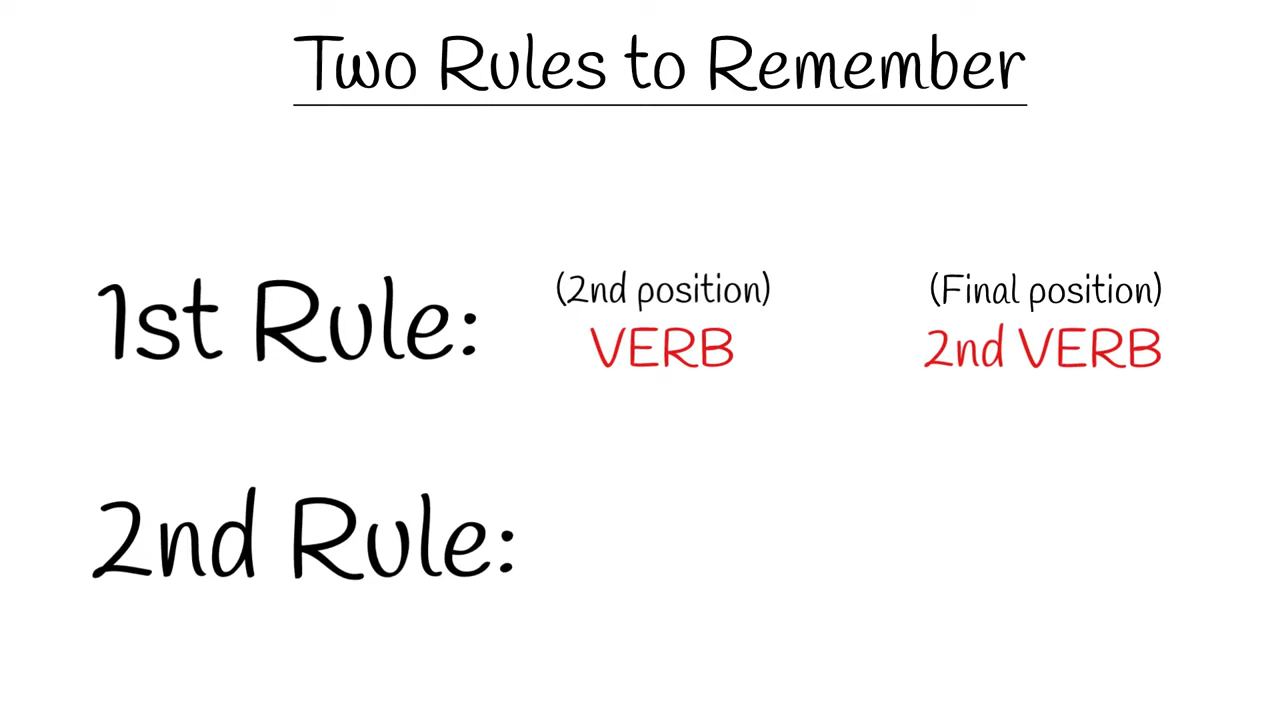 Two Rules to Remember
1st Rule: (2nd position) VERB (Final position) 2nd VERB
2nd Rule: